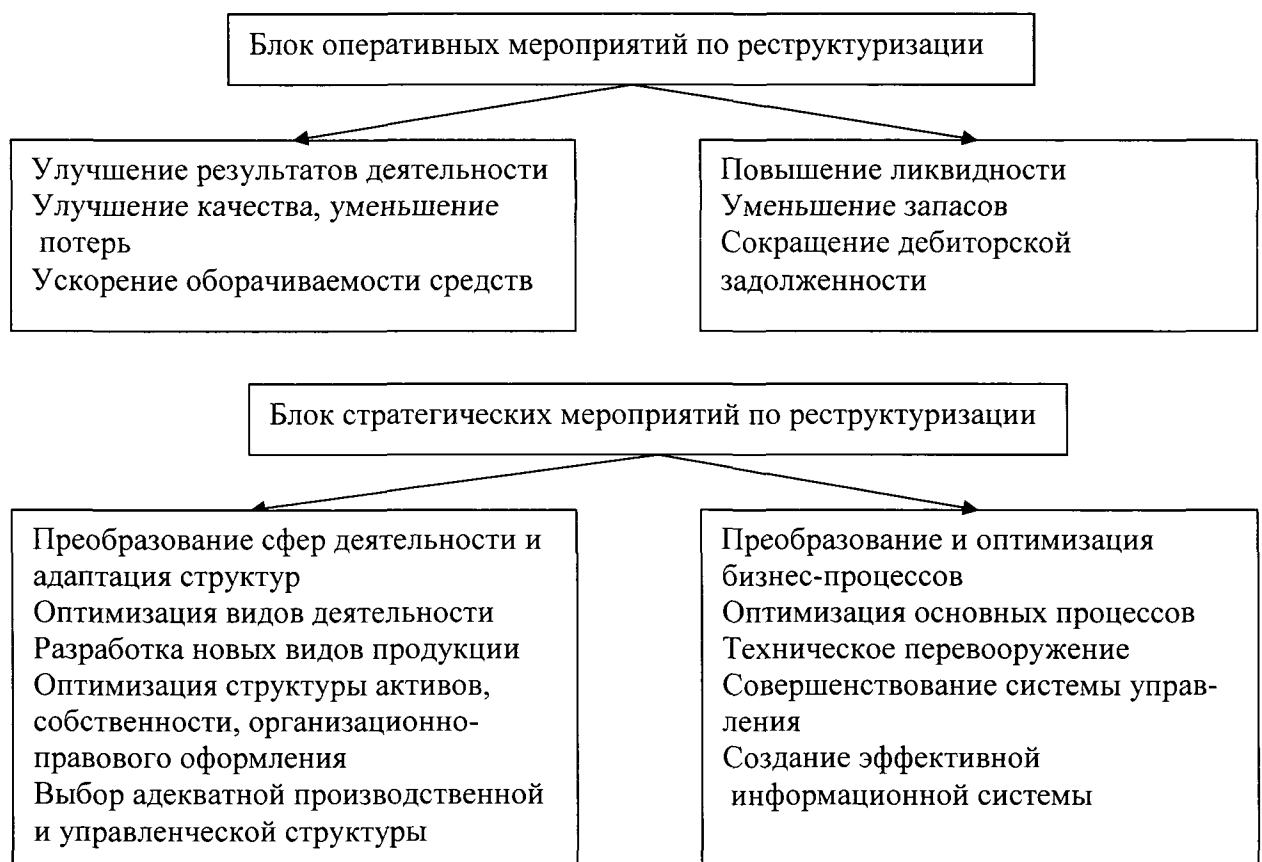 Блок оперативных мероприятий по реструктуризации
Улучшение результатов деятельности
Улучшение качества, уменьшение
потерь
Ускорение оборачиваемости средств
Повышение ликвидности
Уменьшение запасов
Сокращение дебиторской
задолженности
Блок стратегических мероприятий по реструктуризации
Преобразование сфер деятельности и
адаптация структур
Оптимизация видов деятельности
Разработка новых видов продукции
Оптимизация структуры активов,
собственности, организационно-
правового оформления
Выбор адекватной производственной
и управленческой структуры
Преобразование и оптимизация
бизнес-процессов
Оптимизация основных процессов
Техническое перевооружение
Совершенствование системы управ-
ления
Создание эффективной
информационной системы